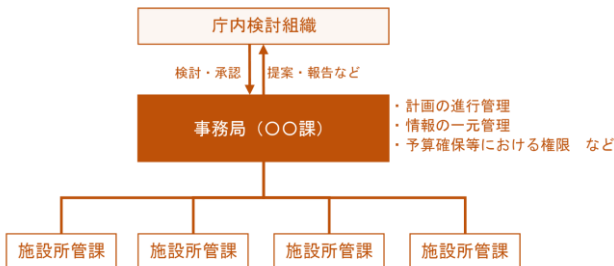 庁内検討組織
検討・承認
提案・報告など
事務局（〇〇課）
・計画の進行管理
・情報の一元管理
・予算確保等における権限　など
施設所管課
施設所管課
施設所管課
施設所管課